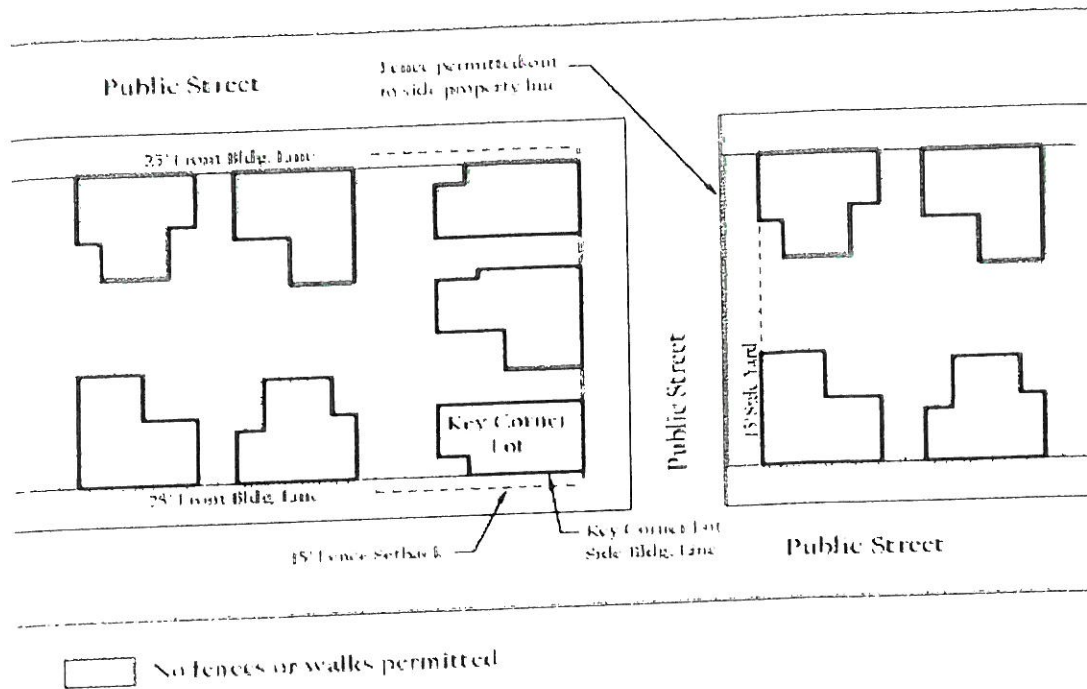 Public Street
Fence permitted out
to side property line
25' Front Bldg. Line
Public Street
15' Side Yard
Key Corner
Lot
25' Front Bldg. Line
15' Fence Setback
Key Corner Lot
Side Bldg. Line
Public Street
No fences or walks permitted